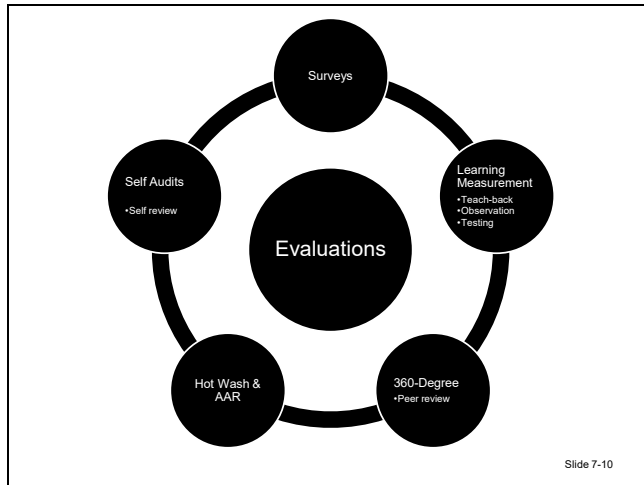 Surveys
Learning
Measurement
•Teach-back
•Observation
•Testing
360-Degree
•Peer review
Hot Wash &
AAR
Self Audits
•Self review
Evaluations
Slide 7-10